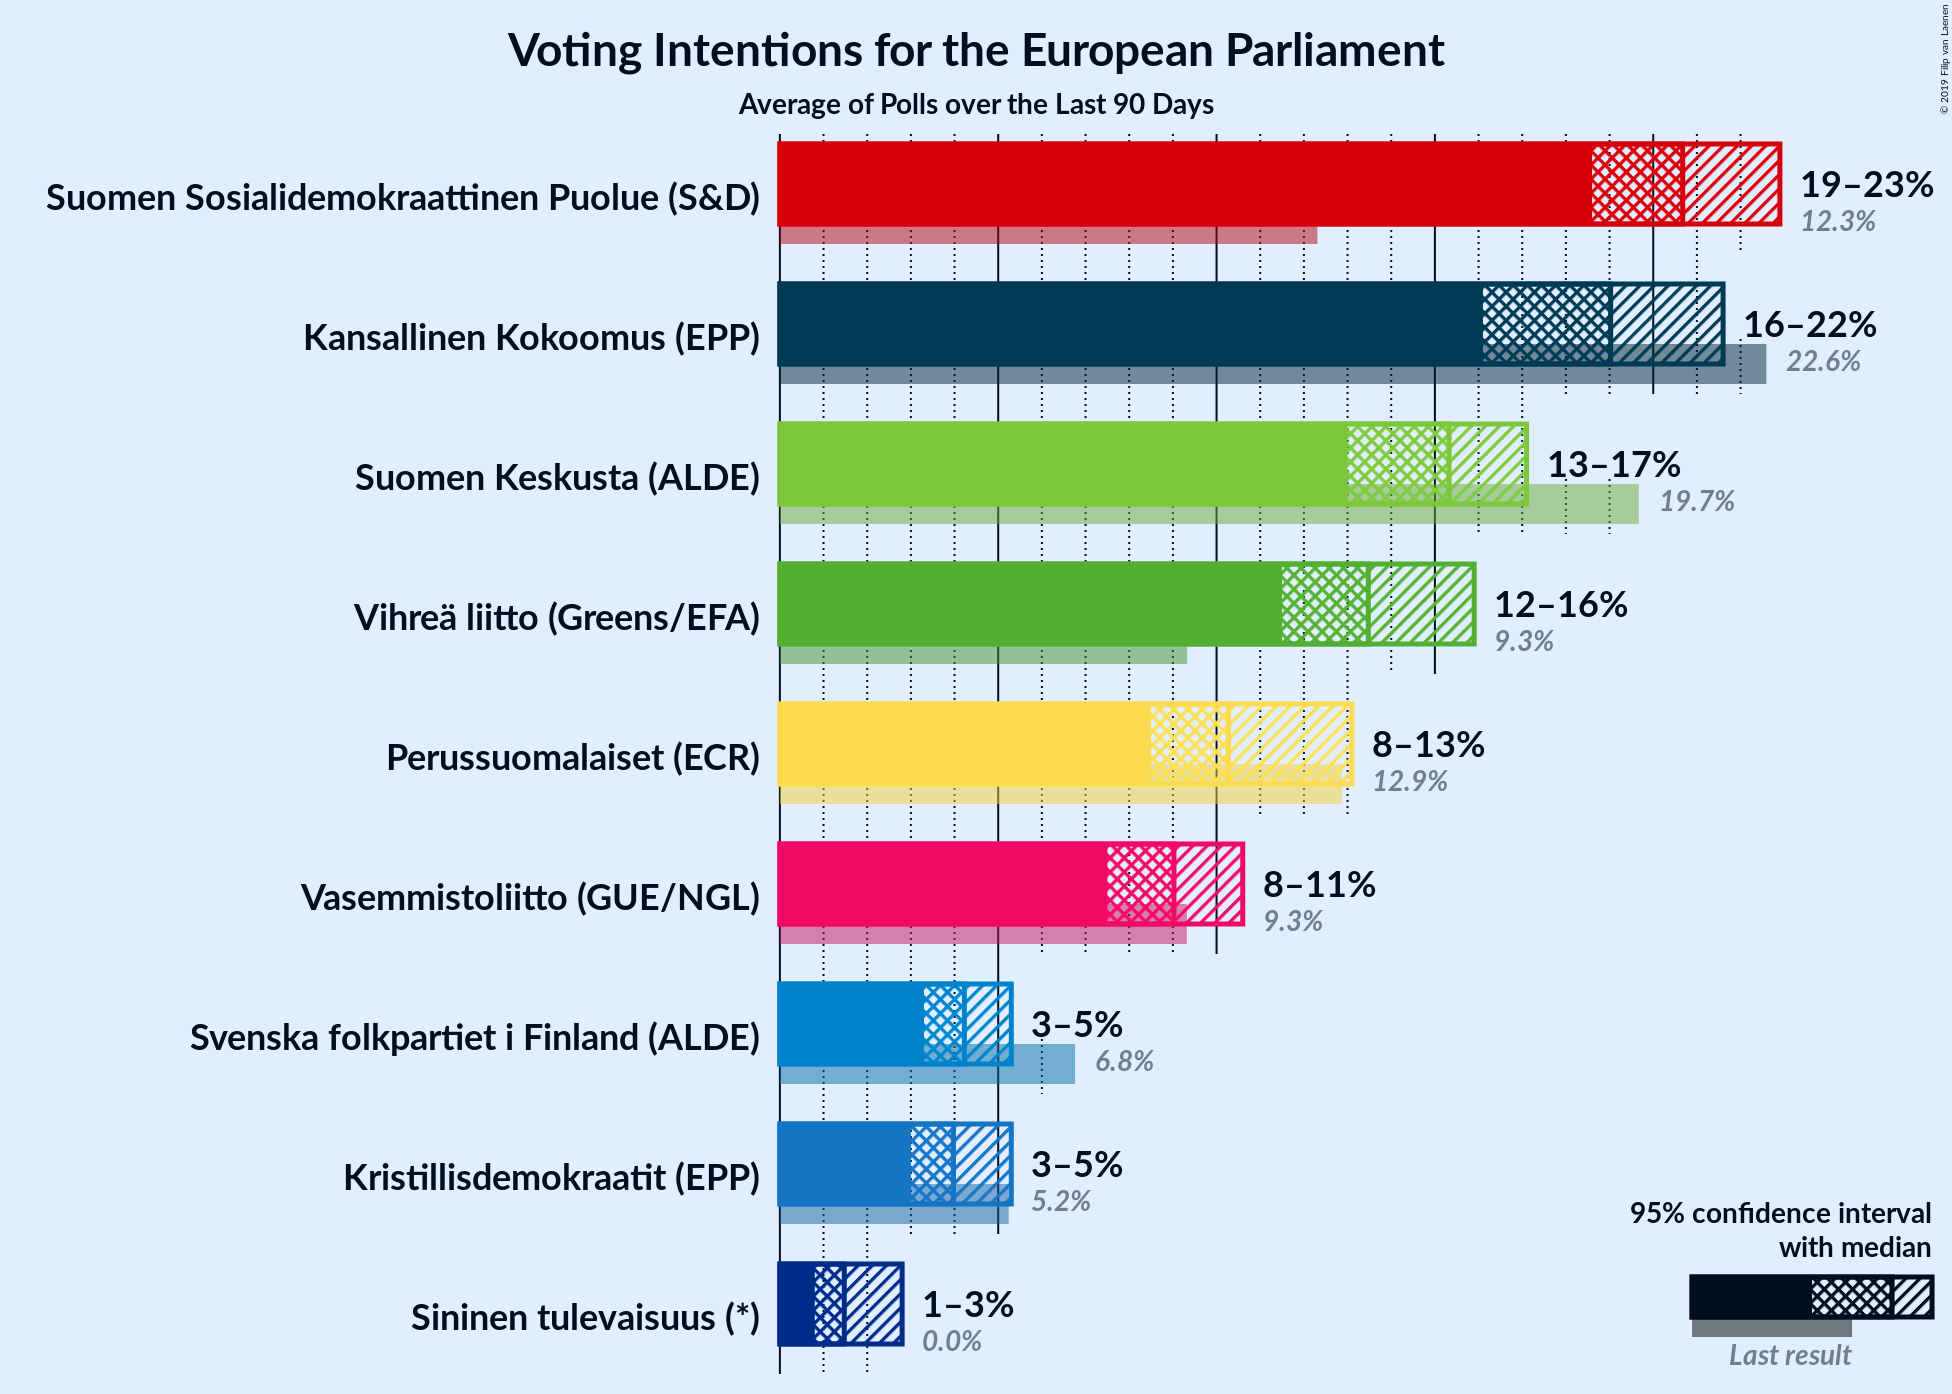 Voting Intentions for the European Parliament
Average of Polls over the Last 90 Days
© 2019 Filip van Laenen
Suomen Sosialidemokraattinen Puolue (S&D)
19–23%
12.3%
Kansallinen Kokoomus (EPP)
16–22%
22.6%
Suomen Keskusta (ALDE)
13–17%
19.7%
Vihreä liitto (Greens/EFA)
12–16%
9.3%
Perussuomalaiset (ECR)
8–13%
12.9%
Vasemmistoliitto (GUE/NGL)
8–11%
9.3%
Svenska folkpartiet i Finland (ALDE)
3–5%
6.8%
Kristillisdemokraatit (EPP)
3–5%
5.2%
Sininen tulevaisuus (*)
1–3%
0.0%
95% confidence interval
with median
Last result